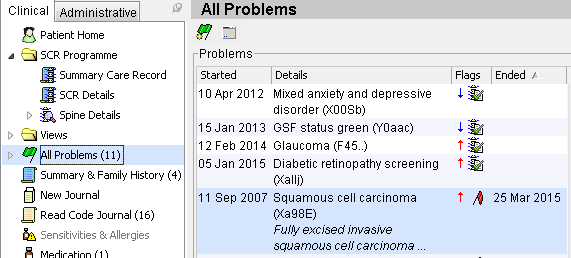 Clinical Administrative
Patient Home
SCR Programme
Summary Care Record
SCR Details
Spine Details
Views
All Problems (11)
Summary & Family History (4)
New Journal
Read Code Journal (16)
Sensitivities & Allergies
Medication (1)
All Problems
Problems
Started Details Flags Ended
10 Apr 2012 Mixed anxiety and depressive
disorder (X00Sb)
15 Jan 2013 GSF status green (Y0aac)
12 Feb 2014 Glaucoma (F45..)
05 Jan 2015 Diabetic retinopathy screening
(XaIIj)
11 Sep 2007 Squamous cell carcinoma 25 Mar 2015
(Xa98E)
Fully excised invasive
squamous cell carcinoma ...